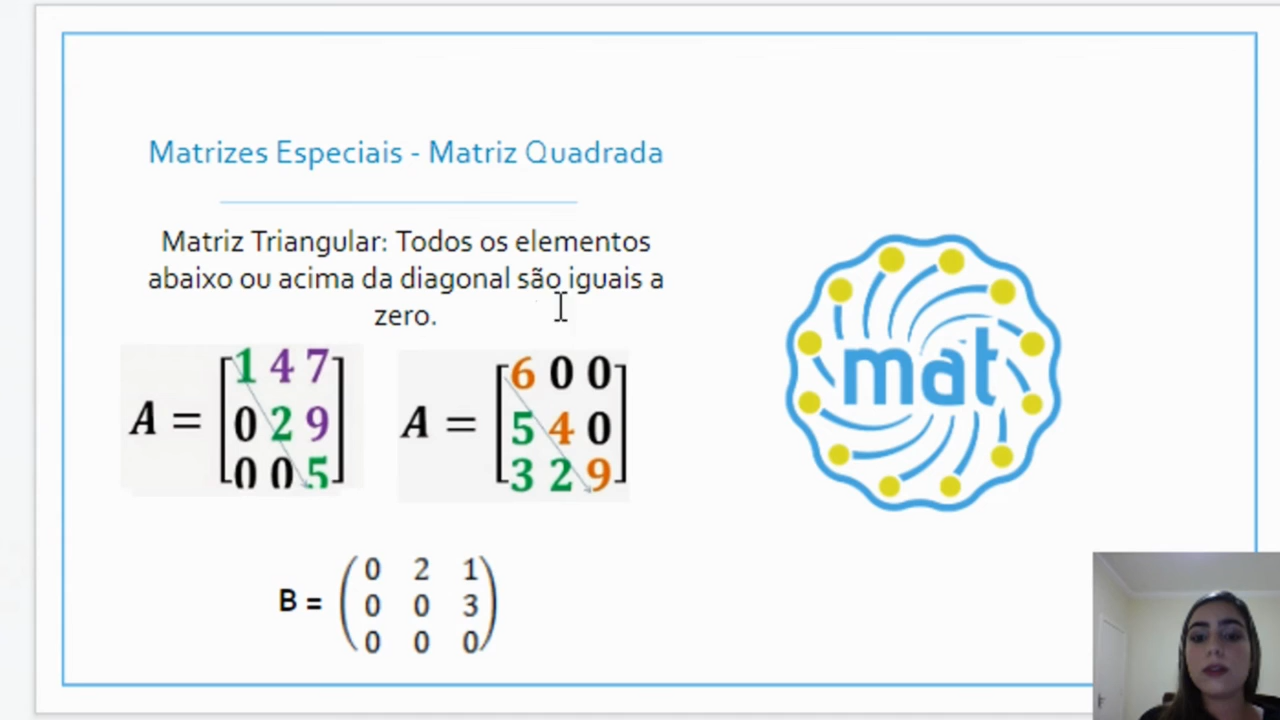 Matrizes Especiais - Matriz Quadrada
Matriz Triangular: Todos os elementos
abaixo ou acima da diagonal são iguais a
zero.
A = [1 4 7
0 2 9
0 0 5]
A = [6 0 0
5 4 0
3 2 9]
B = (0 2 1
0 0 3
0 0 0)
mat